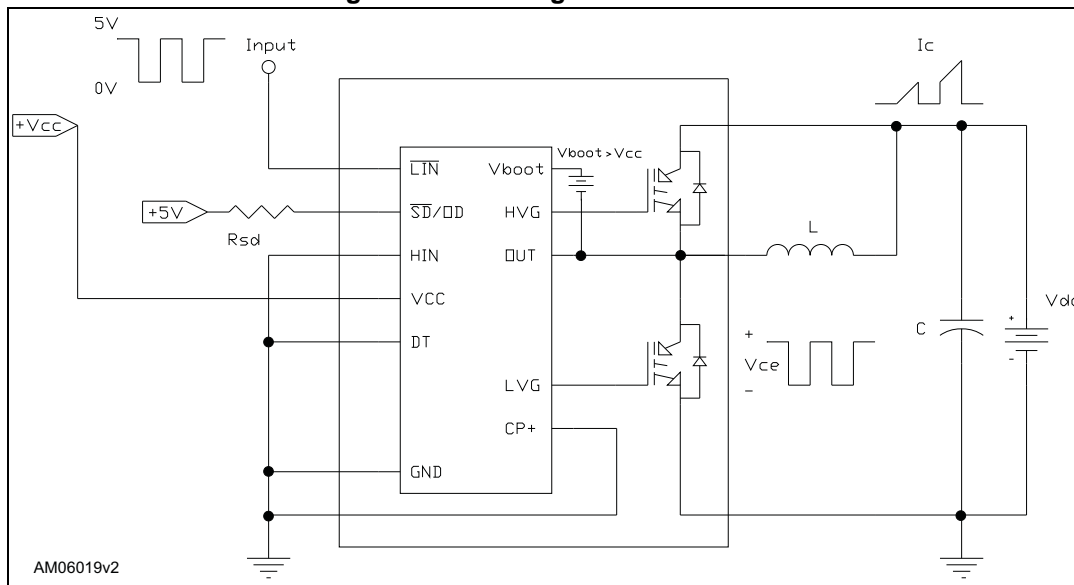 5V
Input
Ic
0V
+Vcc
Vboot>Vcc
LIN
Vboot
+5V
SD/OD
HVG
Rsd
L
HIN
OUT
VCC
Vdc
C
+
DT
+
Vce
-
-
LVG
CP+
GND
AM06019v2